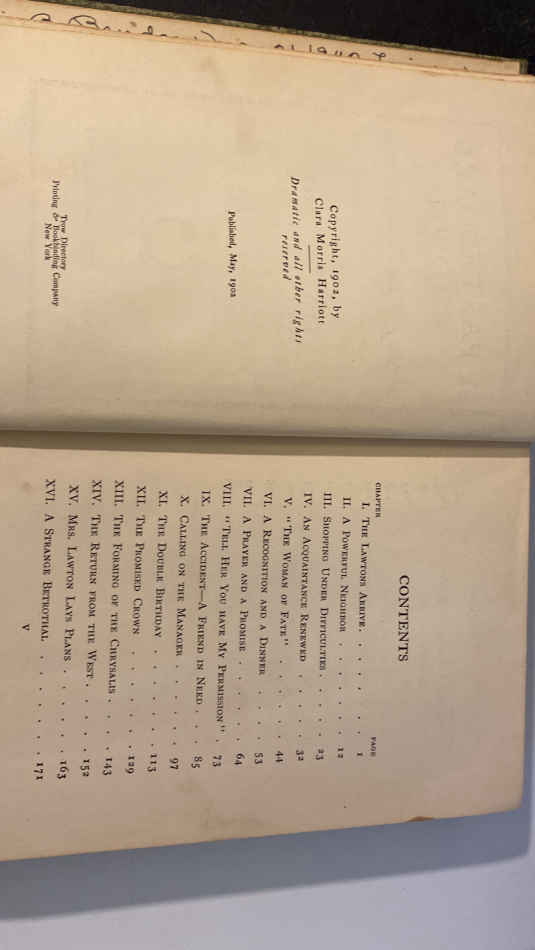 Copyright, 1902, by
Clara Morris Harriott
Dramatic and all other rights
reserved
Published, May, 1902
Trow Directory
Printing & Bookbinding Company
New York
CONTENTS
CHAPTER PAGE
I. The Lawtons Arrive . . . . . . 1
II. A Powerful Neighbor . . . . . . 12
III. Shopping Under Difficulties . . . . 23
IV. An Acquaintance Renewed . . . . 32
V. "The Woman of Fate" . . . . . 44
VI. A Recognition and a Dinner . . . . 53
VII. A Prayer and a Promise . . . . . 64
VIII. "Tell Her You have My Permission" . 73
IX. The Accident—A Friend in Need . . . 85
X. Calling on the Manager . . . . . 97
XI. The Double Birthday . . . . . . 113
XII. The Promised Crown . . . . . . 129
XIII. The Forming of the Chrysalis . . . . 143
XIV. The Return from the West . . . . . 152
XV. Mrs. Lawton Lays Plans . . . . . 163
XVI. A Strange Betrothal . . . . . . 171
v